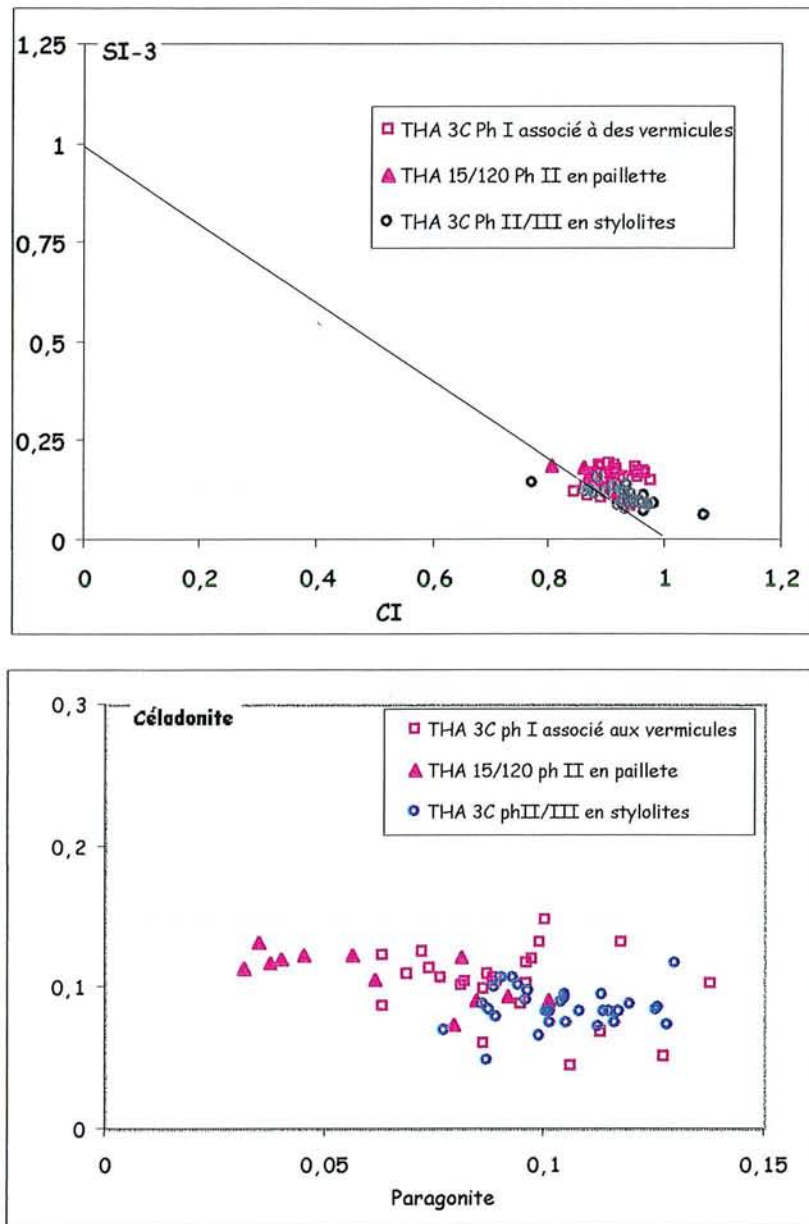 1,25
SI-3
THA 3C Ph I associé à des vermicules
THA 15/120 Ph II en paillette
THA 3C Ph II/III en stylolites
1
0,75
0,5
0,25
0
0 0,2 0,4 0,6 0,8 1 1,2
CI
0,3
Céladonite
THA 3C ph I associé aux vermicules
THA 15/120 ph II en paillete
THA 3C phII/III en stylolites
0,2
0,1
0
0 0,05 0,1 0,15
Paragonite